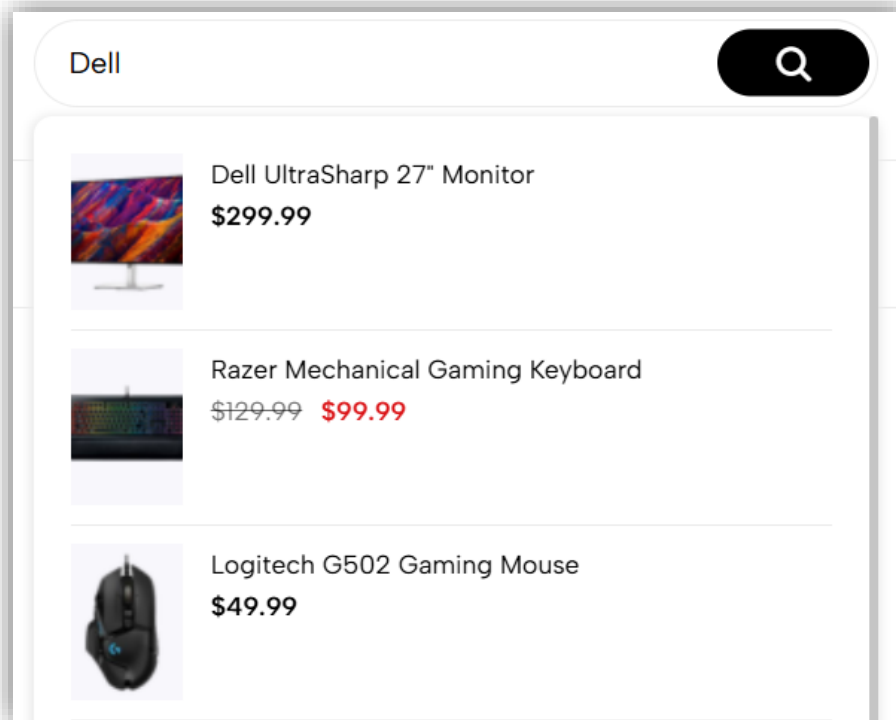 Dell
Dell UltraSharp 27" Monitor
$299.99
Razer Mechanical Gaming Keyboard
$129.99 $99.99
Logitech G502 Gaming Mouse
$49.99